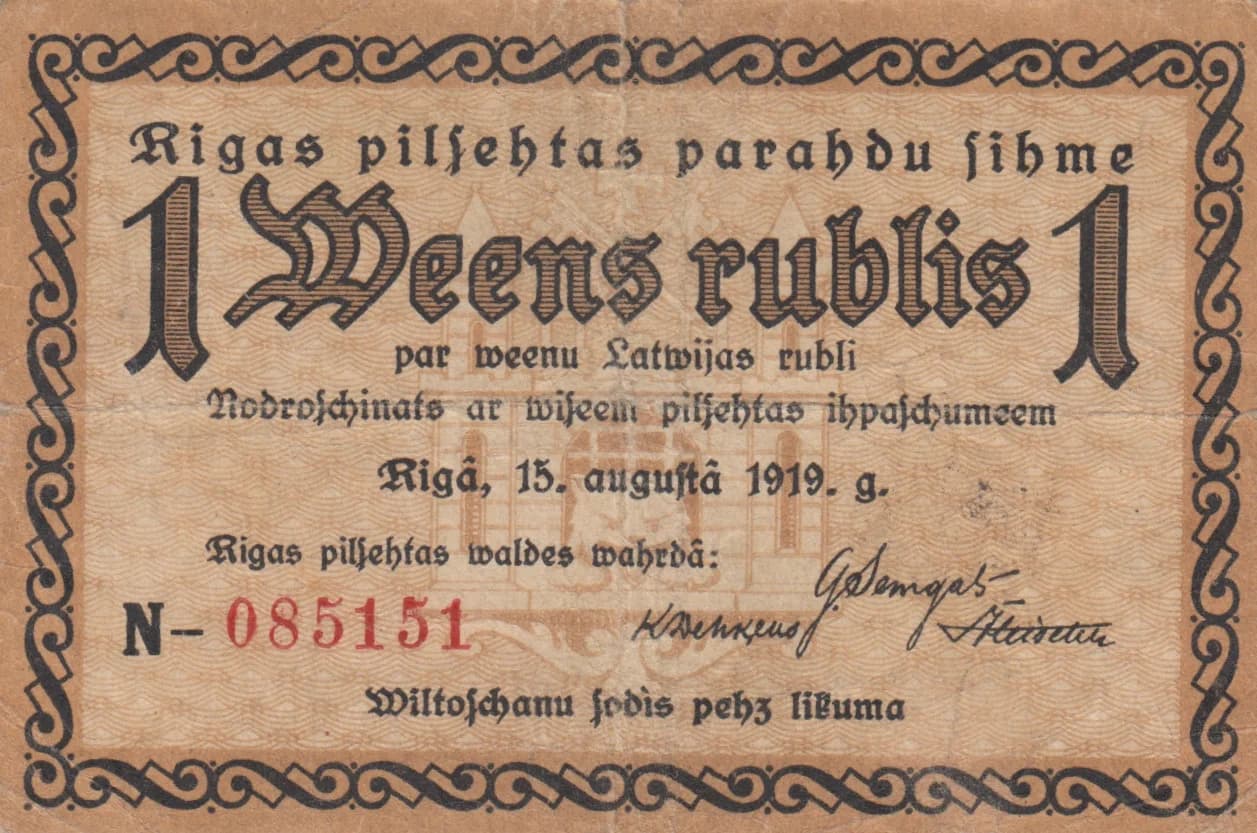 Rigas pilſehtas parahdu ſihme
1 Weens rublis 1
par weenu Latwijas rubli
Nodroſchinats ar wiſeem pilſehtas ihpaſchumeem
Rigâ, 15. auguſtâ 1919. g.
Rigas pilſehtas waldes wahrdâ:
N– 085151
Wiltoſchanu ſodìs pehz likuma